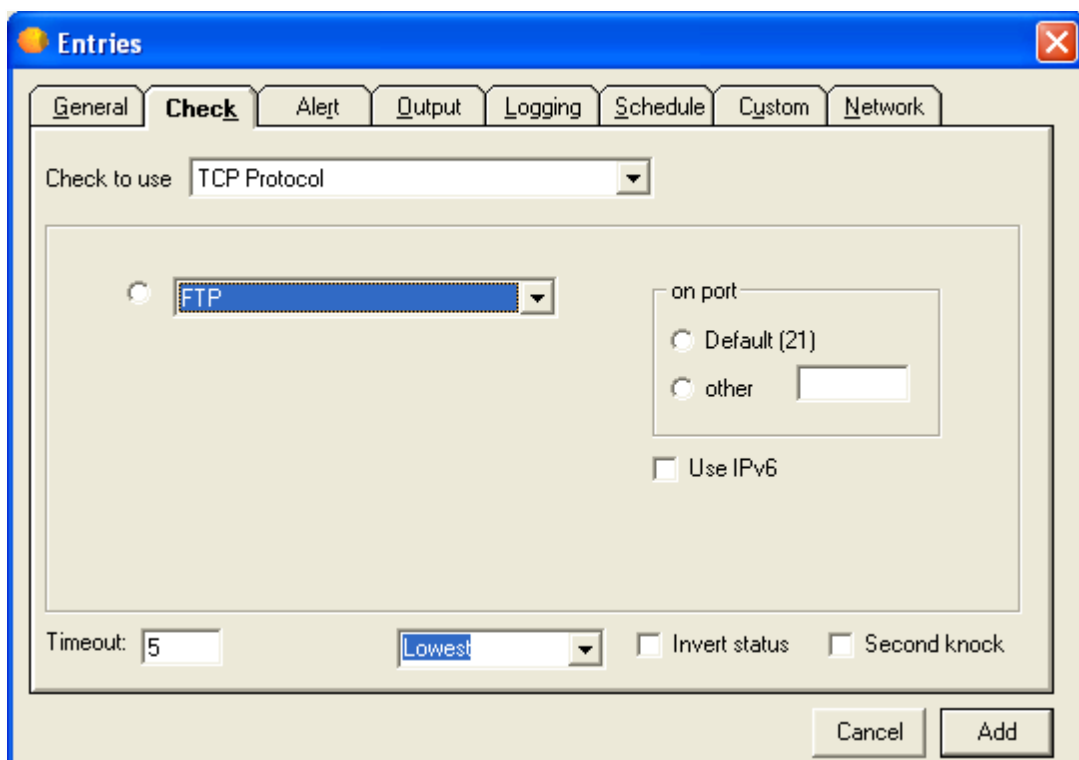 Entries
General Check Alert Output Logging Schedule Custom Network
Check to use TCP Protocol
FTP
on port
Default (21)
other
Use IPv6
Timeout: 5 Lowest Invert status Second knock
Cancel Add